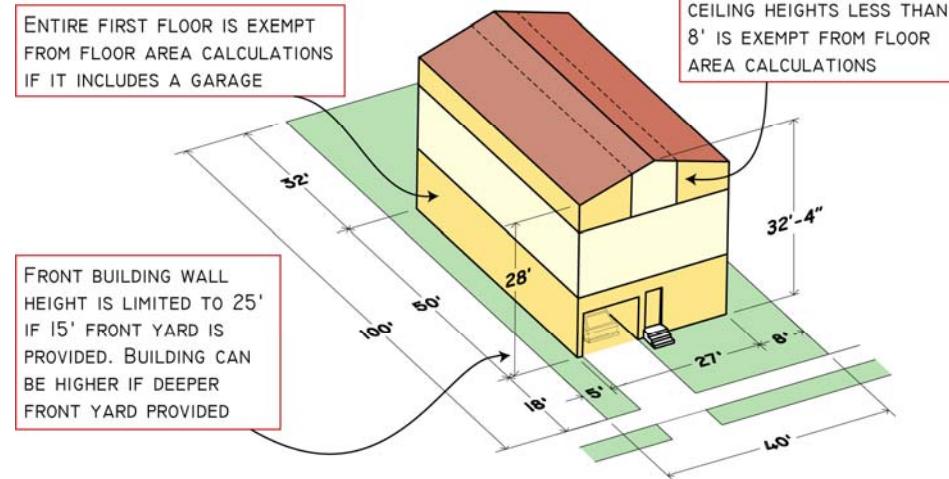 ENTIRE FIRST FLOOR IS EXEMPT
FROM FLOOR AREA CALCULATIONS
IF IT INCLUDES A GARAGE
CEILING HEIGHTS LESS THAN
8' IS EXEMPT FROM FLOOR
AREA CALCULATIONS
32'
32'-4"
28'
FRONT BUILDING WALL
HEIGHT IS LIMITED TO 25'
IF 15' FRONT YARD IS
PROVIDED. BUILDING CAN
BE HIGHER IF DEEPER
FRONT YARD PROVIDED
50'
100'
18'
5'
27'
8'
40'